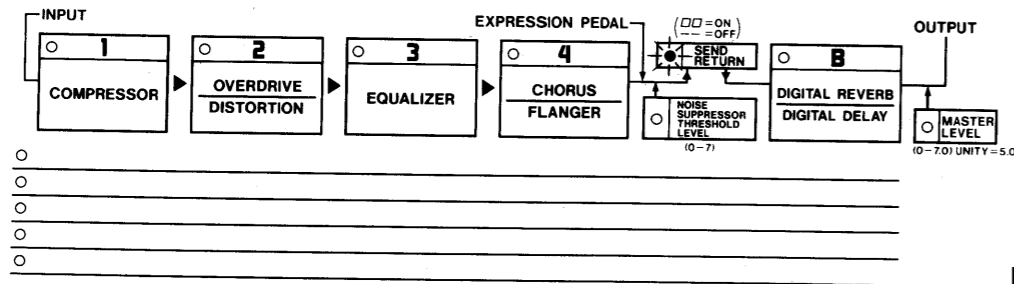 INPUT
1
COMPRESSOR
2
OVERDRIVE
DISTORTION
3
EQUALIZER
4
CHORUS
FLANGER
EXPRESSION PEDAL
(□□=ON
−−=OFF)
SEND
RETURN
NOISE
SUPPRESSOR
THRESHOLD
LEVEL
(0−7)
B
DIGITAL REVERB
DIGITAL DELAY
OUTPUT
MASTER
LEVEL
(0−7.0) UNITY=5.0